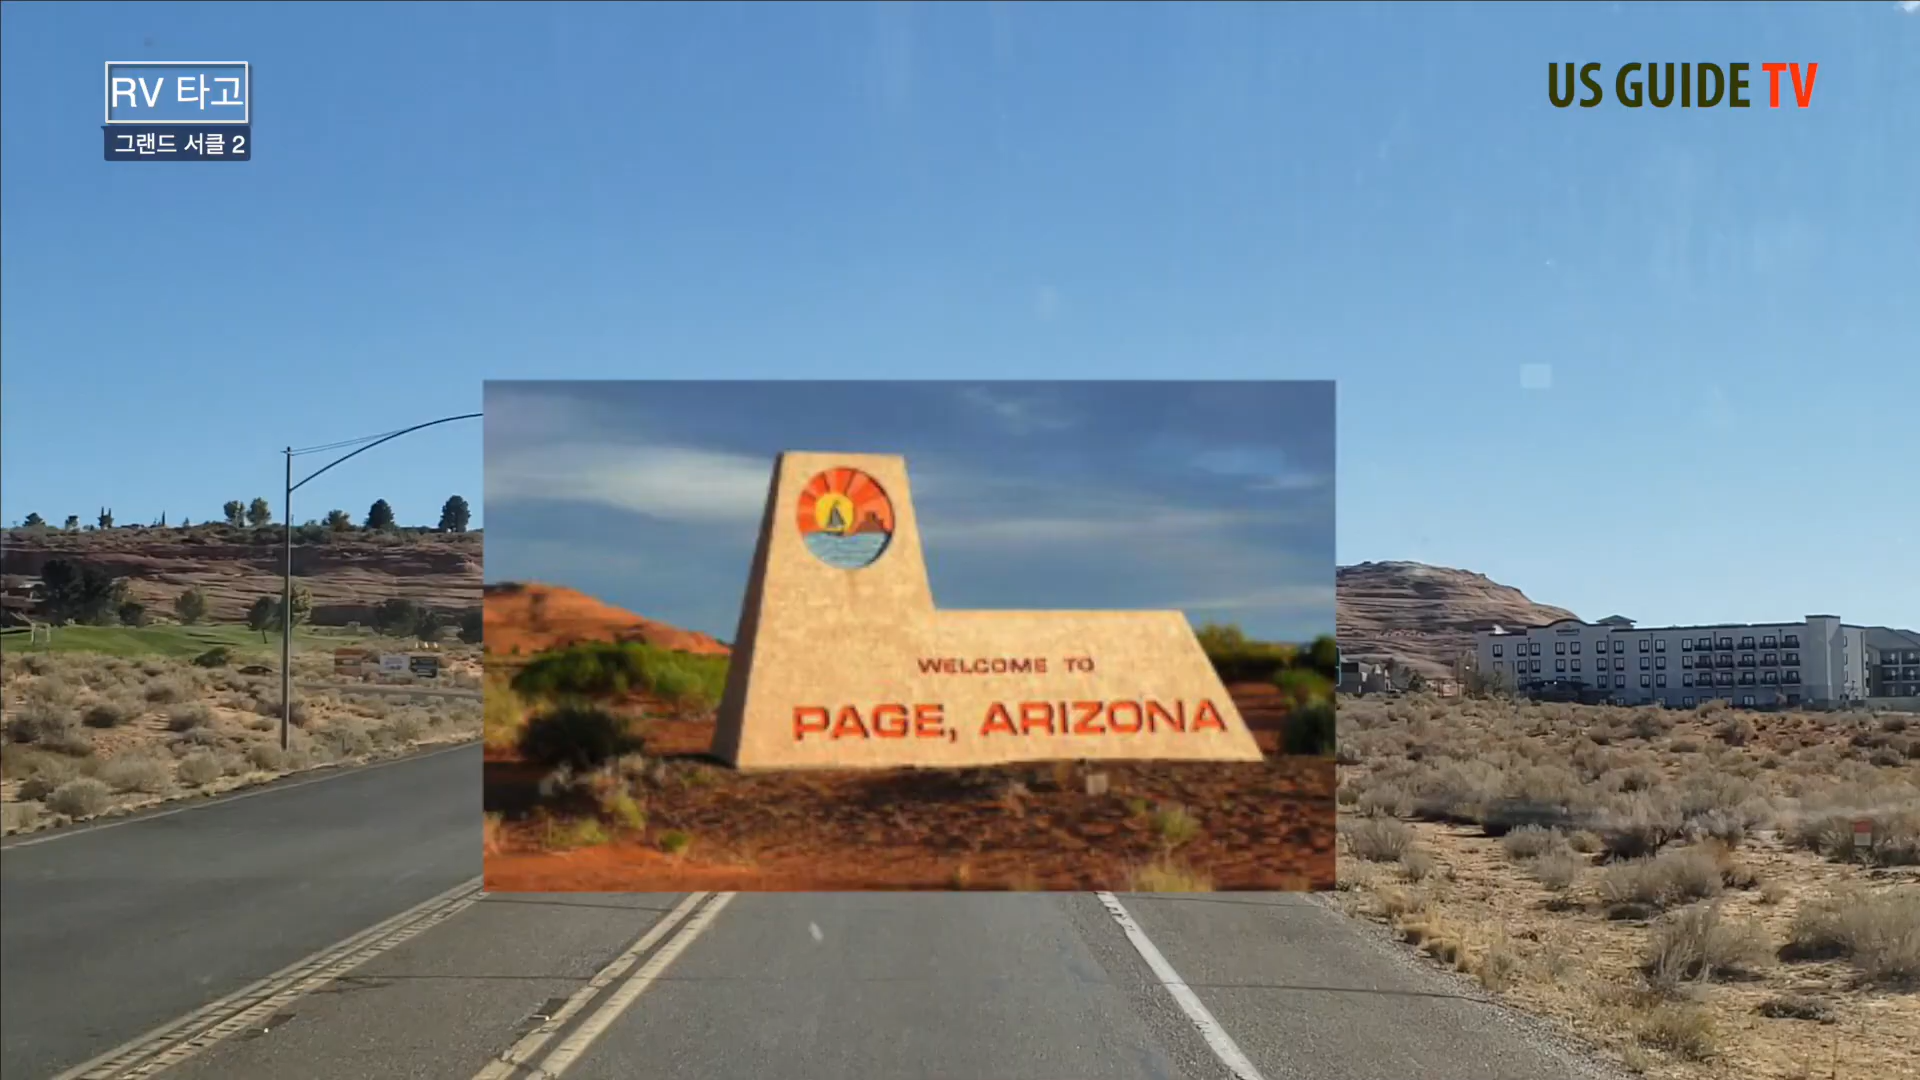 RV 타고
그랜드 서클 2
US GUIDE TV
WELCOME TO
PAGE, ARIZONA